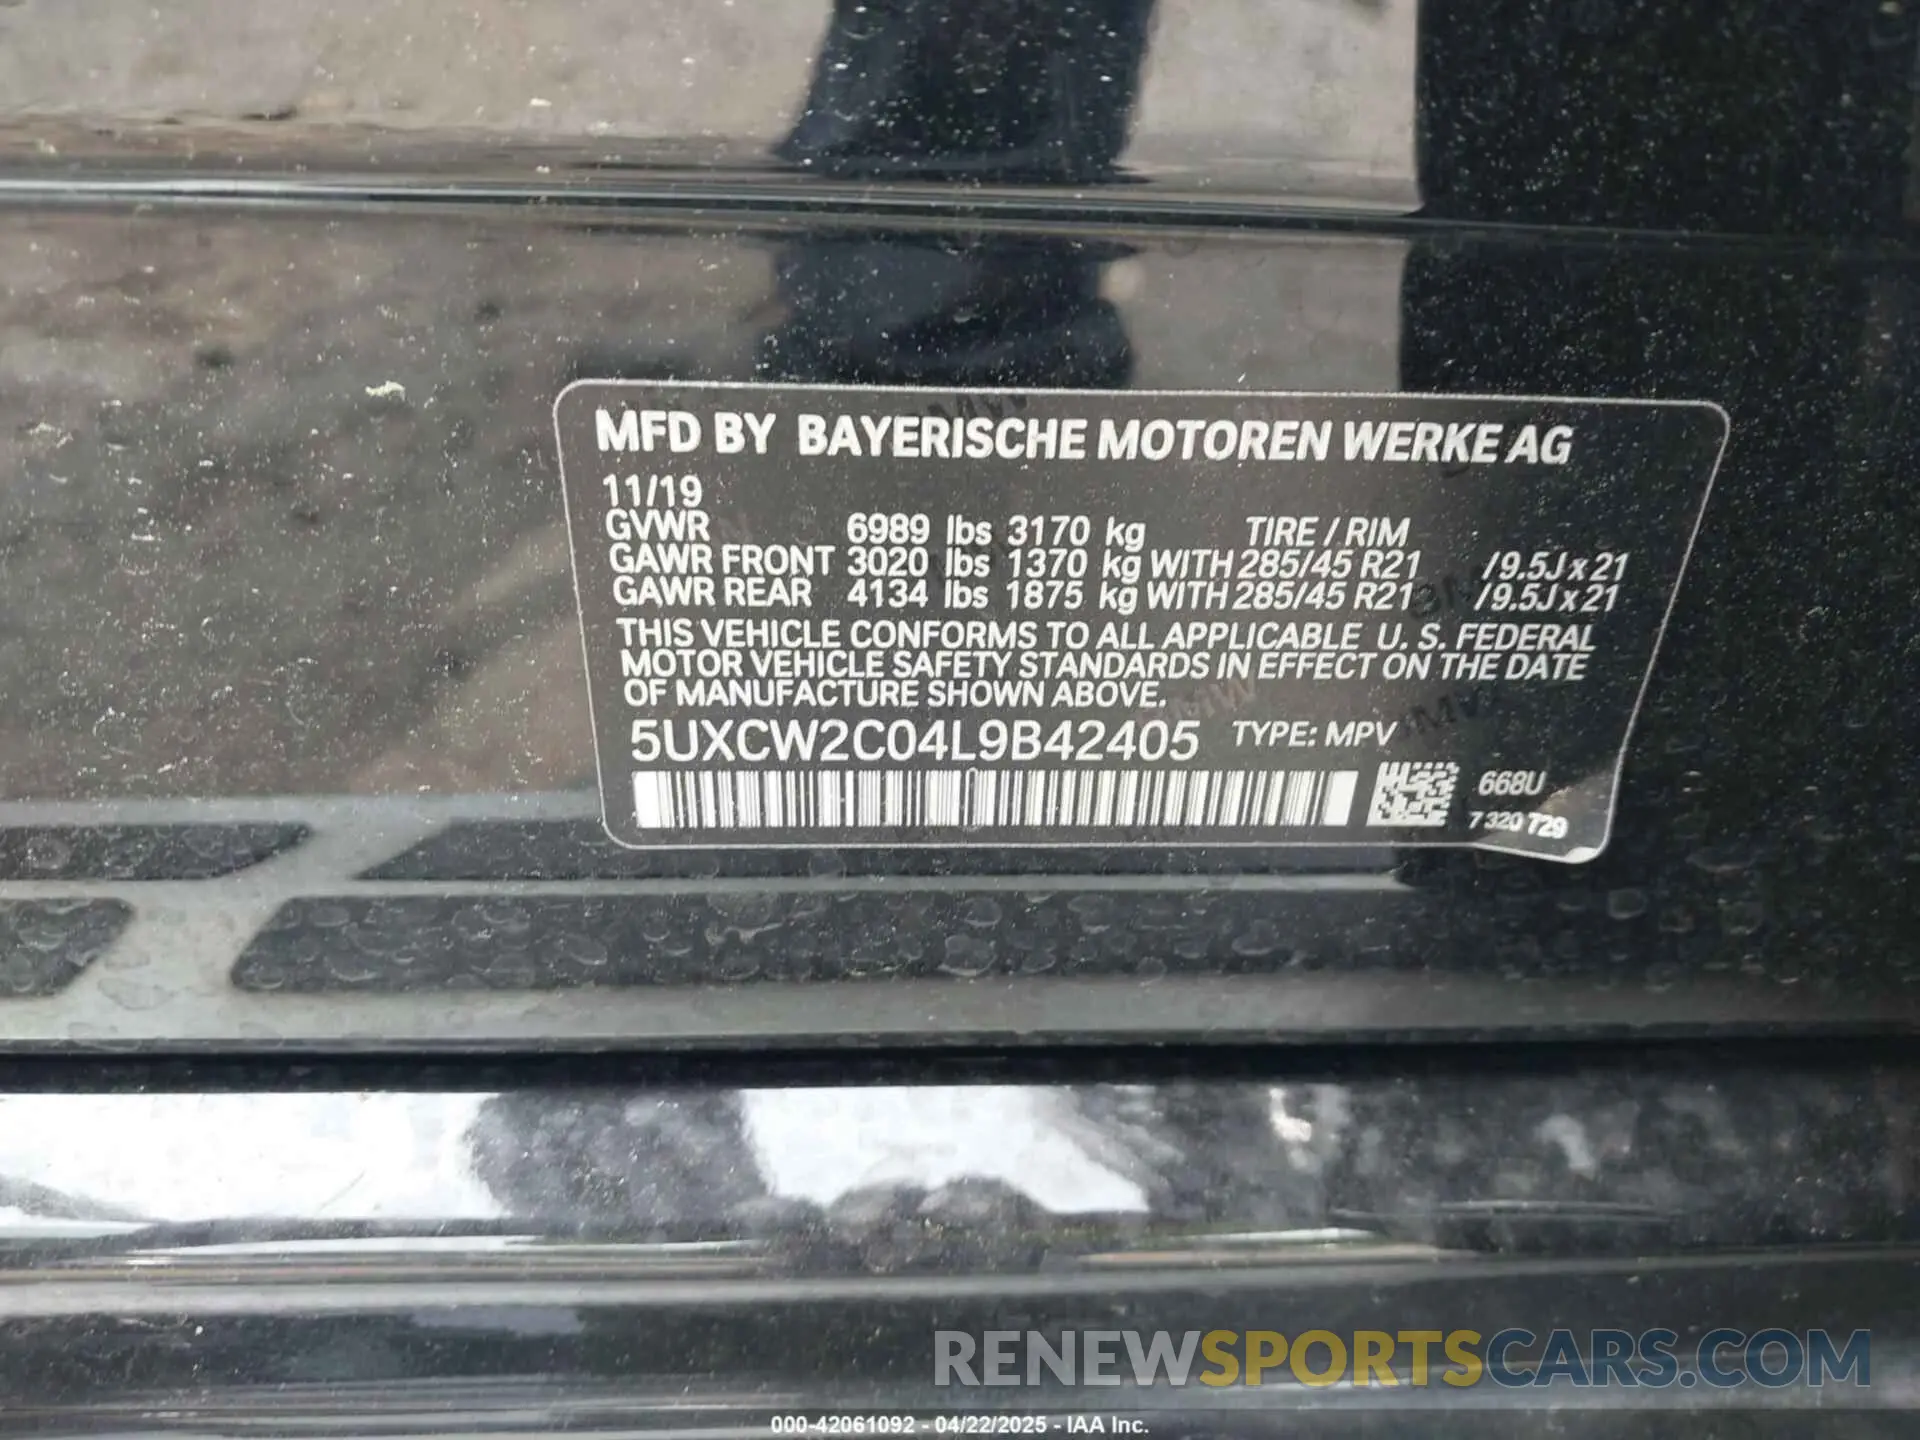 MFD BY BAYERISCHE MOTOREN WERKE AG
11/19
GVWR 6989 lbs 3170 kg TIRE / RIM
GAWR FRONT 3020 lbs 1370 kg WITH 285/45 R21 /9.5J x 21
GAWR REAR 4134 lbs 1875 kg WITH 285/45 R21 /9.5J x 21
THIS VEHICLE CONFORMS TO ALL APPLICABLE U. S. FEDERAL
MOTOR VEHICLE SAFETY STANDARDS IN EFFECT ON THE DATE
OF MANUFACTURE SHOWN ABOVE.
5UXCW2C04L9B42405 TYPE: MPV
668U
7 320 729
RENEWSPORTSCARS.COM
000-42061092 - 04/22/2025 - IAA Inc.